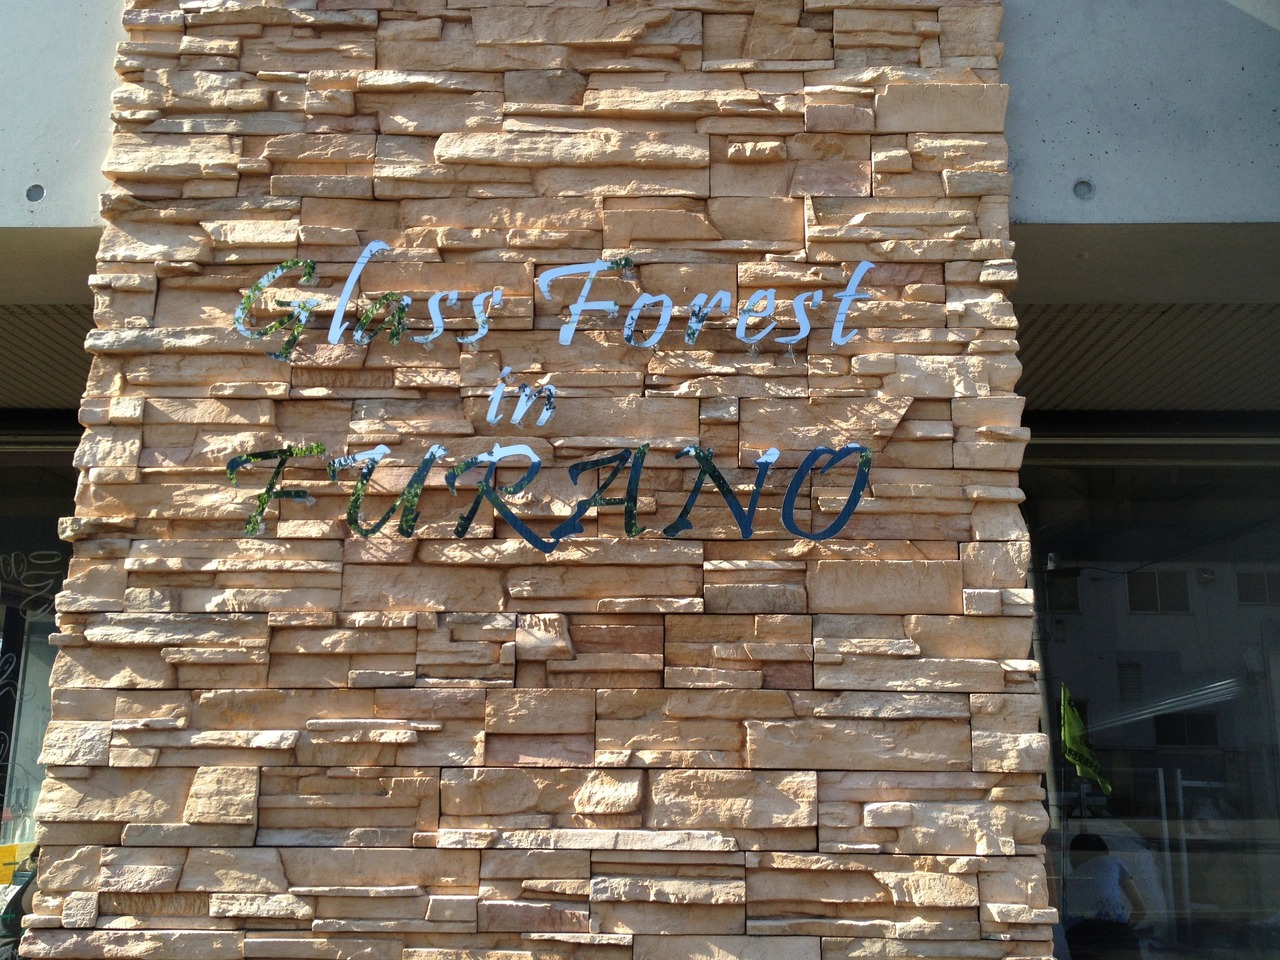 Glass Forest
in
FURANO